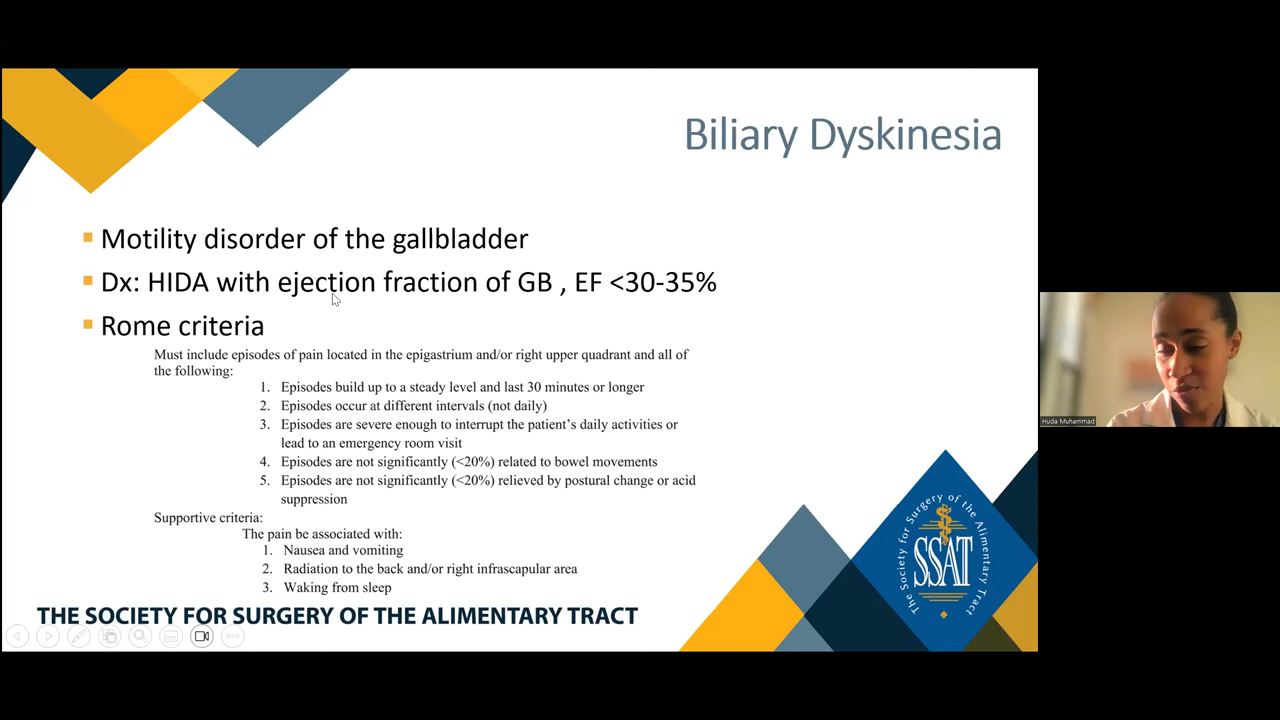 Biliary Dyskinesia
Motility disorder of the gallbladder
Dx: HIDA with ejection fraction of GB , EF <30-35%
Rome criteria
Must include episodes of pain located in the epigastrium and/or right upper quadrant and all of
the following:
1. Episodes build up to a steady level and last 30 minutes or longer
2. Episodes occur at different intervals (not daily)
3. Episodes are severe enough to interrupt the patient's daily activities or
lead to an emergency room visit
4. Episodes are not significantly (<20%) related to bowel movements
5. Episodes are not significantly (<20%) relieved by postural change or acid
suppression
Supportive criteria:
The pain be associated with:
1. Nausea and vomiting
2. Radiation to the back and/or right infrascapular area
3. Waking from sleep
THE SOCIETY FOR SURGERY OF THE ALIMENTARY TRACT
The Society for Surgery of the Alimentary Tract
SSAT
Huda Muhammad